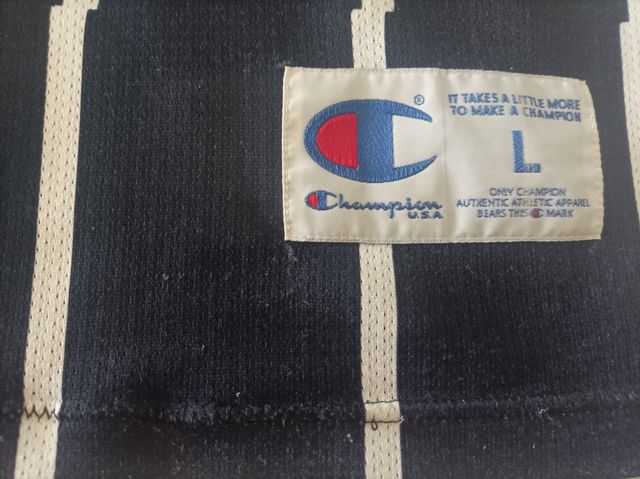 ®
Champion
U.S.A.
IT TAKES A LITTLE MORE
TO MAKE A CHAMPION
L
ONLY CHAMPION
AUTHENTIC ATHLETIC APPAREL
BEARS THIS C MARK